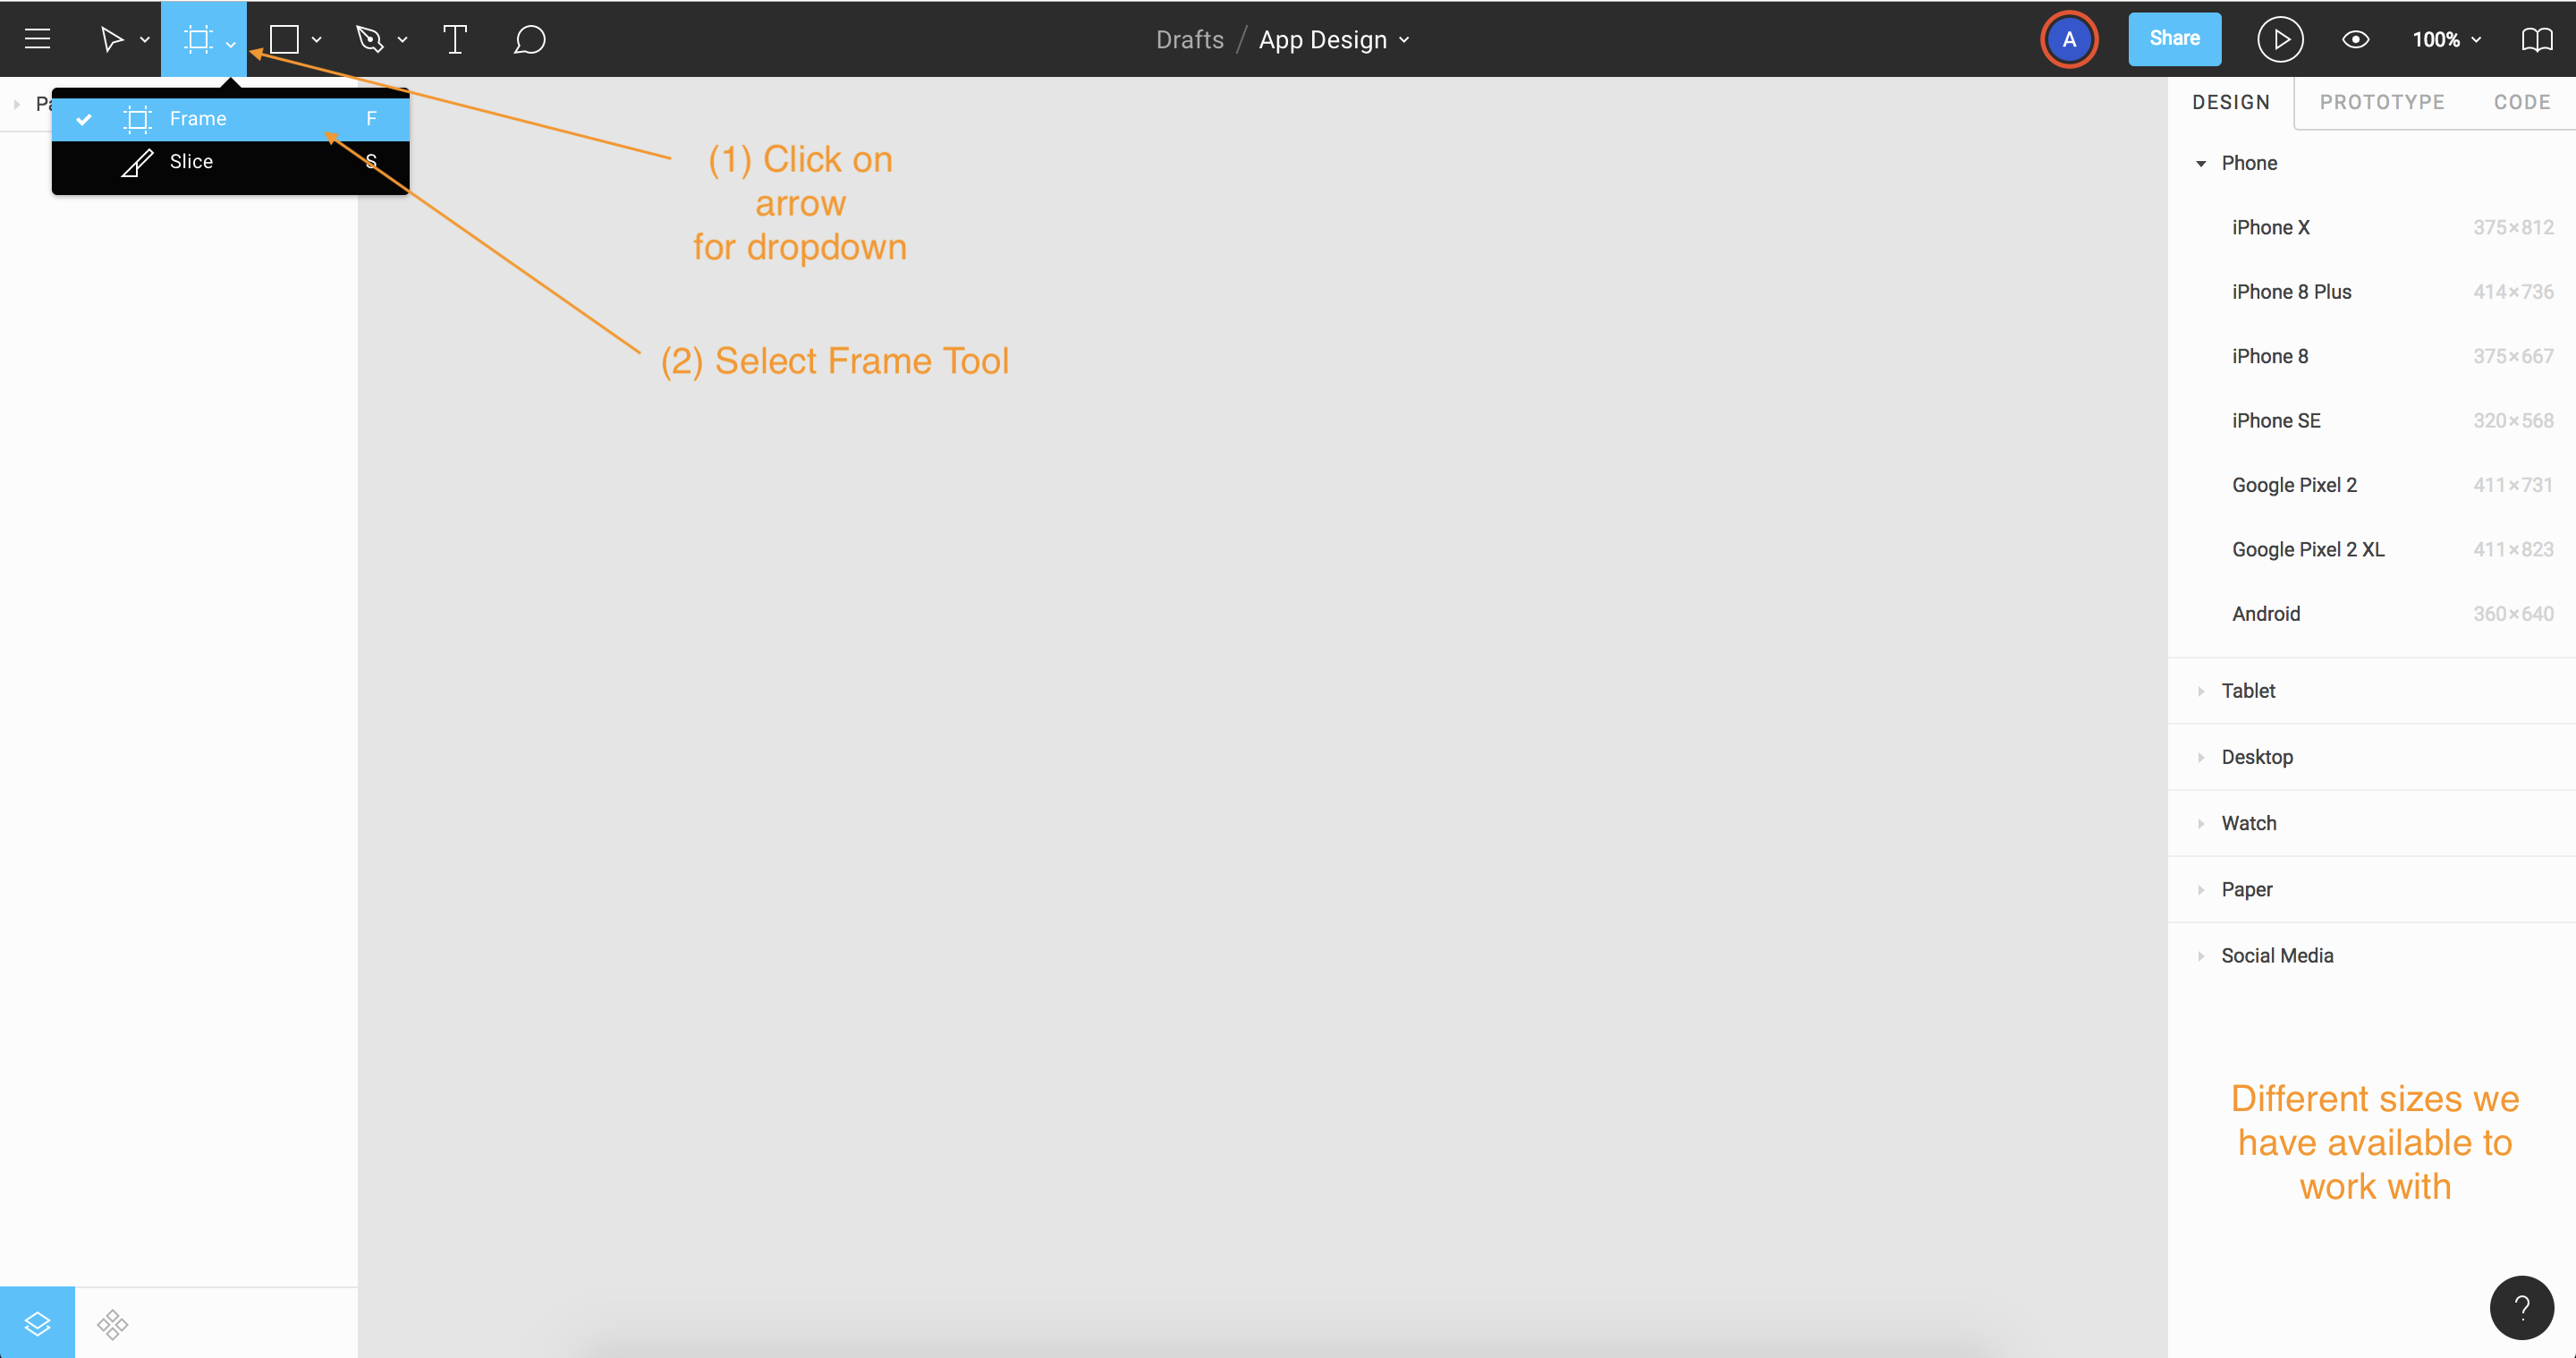 Drafts / App Design
A
Share
100%
Pa
Frame F
Slice S
(1) Click on
arrow
for dropdown
(2) Select Frame Tool
DESIGN PROTOTYPE CODE
Phone
iPhone X 375×812
iPhone 8 Plus 414×736
iPhone 8 375×667
iPhone SE 320×568
Google Pixel 2 411×731
Google Pixel 2 XL 411×823
Android 360×640
Tablet
Desktop
Watch
Paper
Social Media
Different sizes we
have available to
work with
?